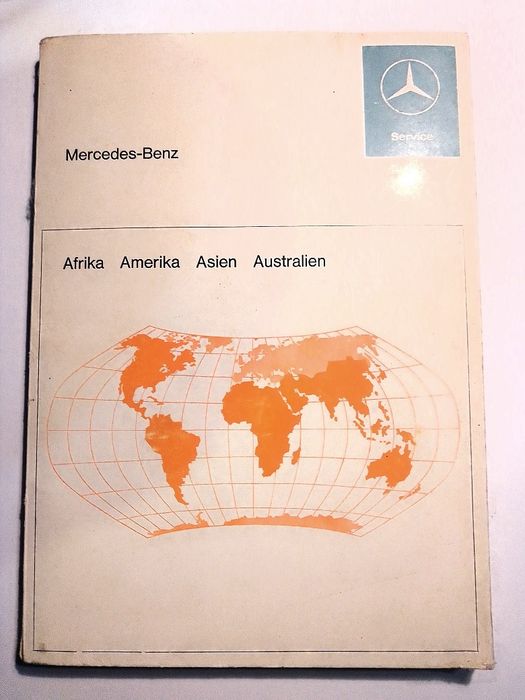 Service
Mercedes-Benz
Afrika Amerika Asien Australien